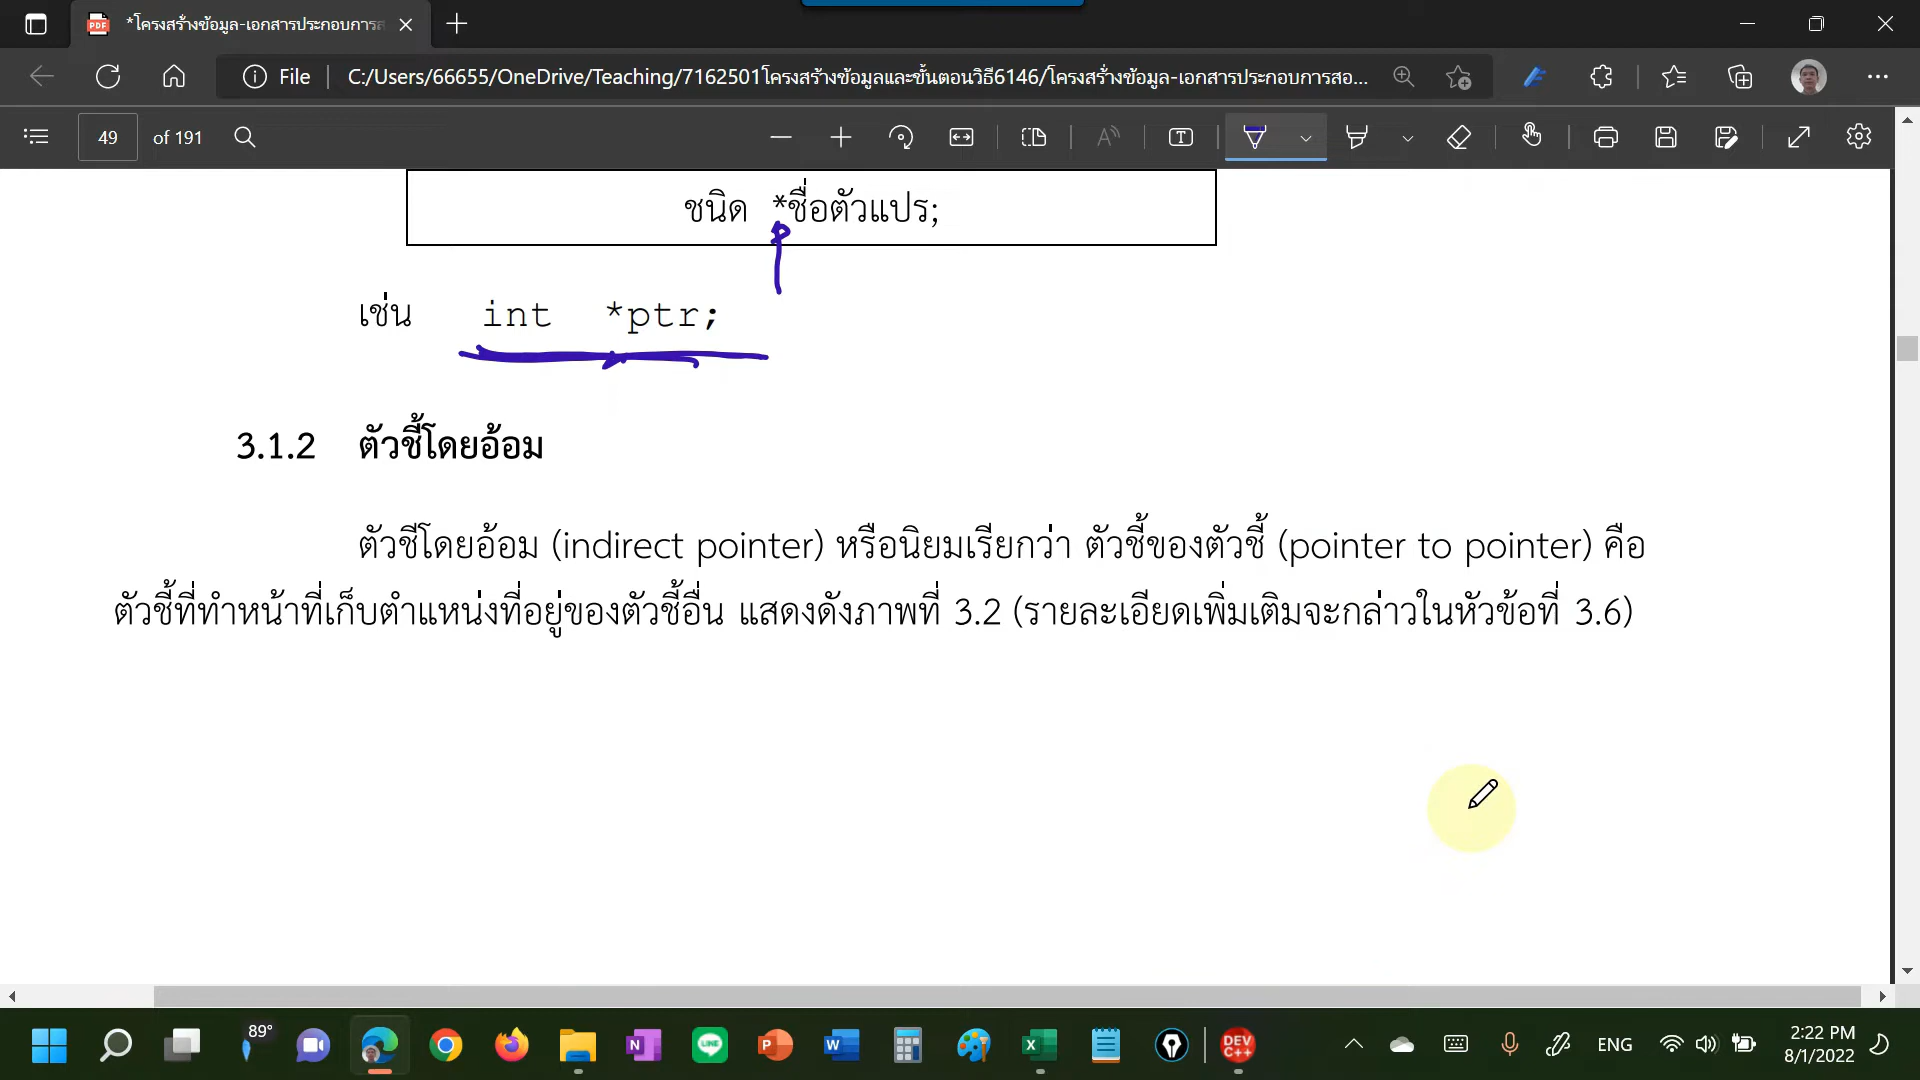 *โครงสร้างข้อมูล-เอกสารประกอบการส
File
C:/Users/66655/OneDrive/Teaching/7162501โครงสร้างข้อมูลและขั้นตอนวิธี6146/โครงสร้างข้อมูล-เอกสารประกอบการสอ...
49 of 191
ชนิด *ชื่อตัวแปร;
เช่น int *ptr;
3.1.2 ตัวชี้โดยอ้อม
ตัวชีโดยอ้อม (indirect pointer) หรือนิยมเรียกว่า ตัวชี้ของตัวชี้ (pointer to pointer) คือ
ตัวชี้ที่ทำหน้าที่เก็บตำแหน่งที่อยู่ของตัวชี้อื่น แสดงดังภาพที่ 3.2 (รายละเอียดเพิ่มเติมจะกล่าวในหัวข้อที่ 3.6)
89°
DEV C++
ENG
2:22 PM
8/1/2022